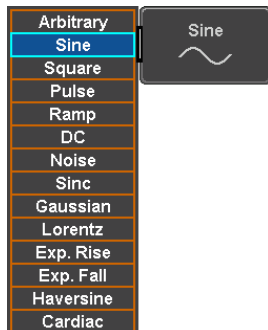 Arbitrary
Sine
Square
Pulse
Ramp
DC
Noise
Sinc
Gaussian
Lorentz
Exp. Rise
Exp. Fall
Haversine
Cardiac
Sine